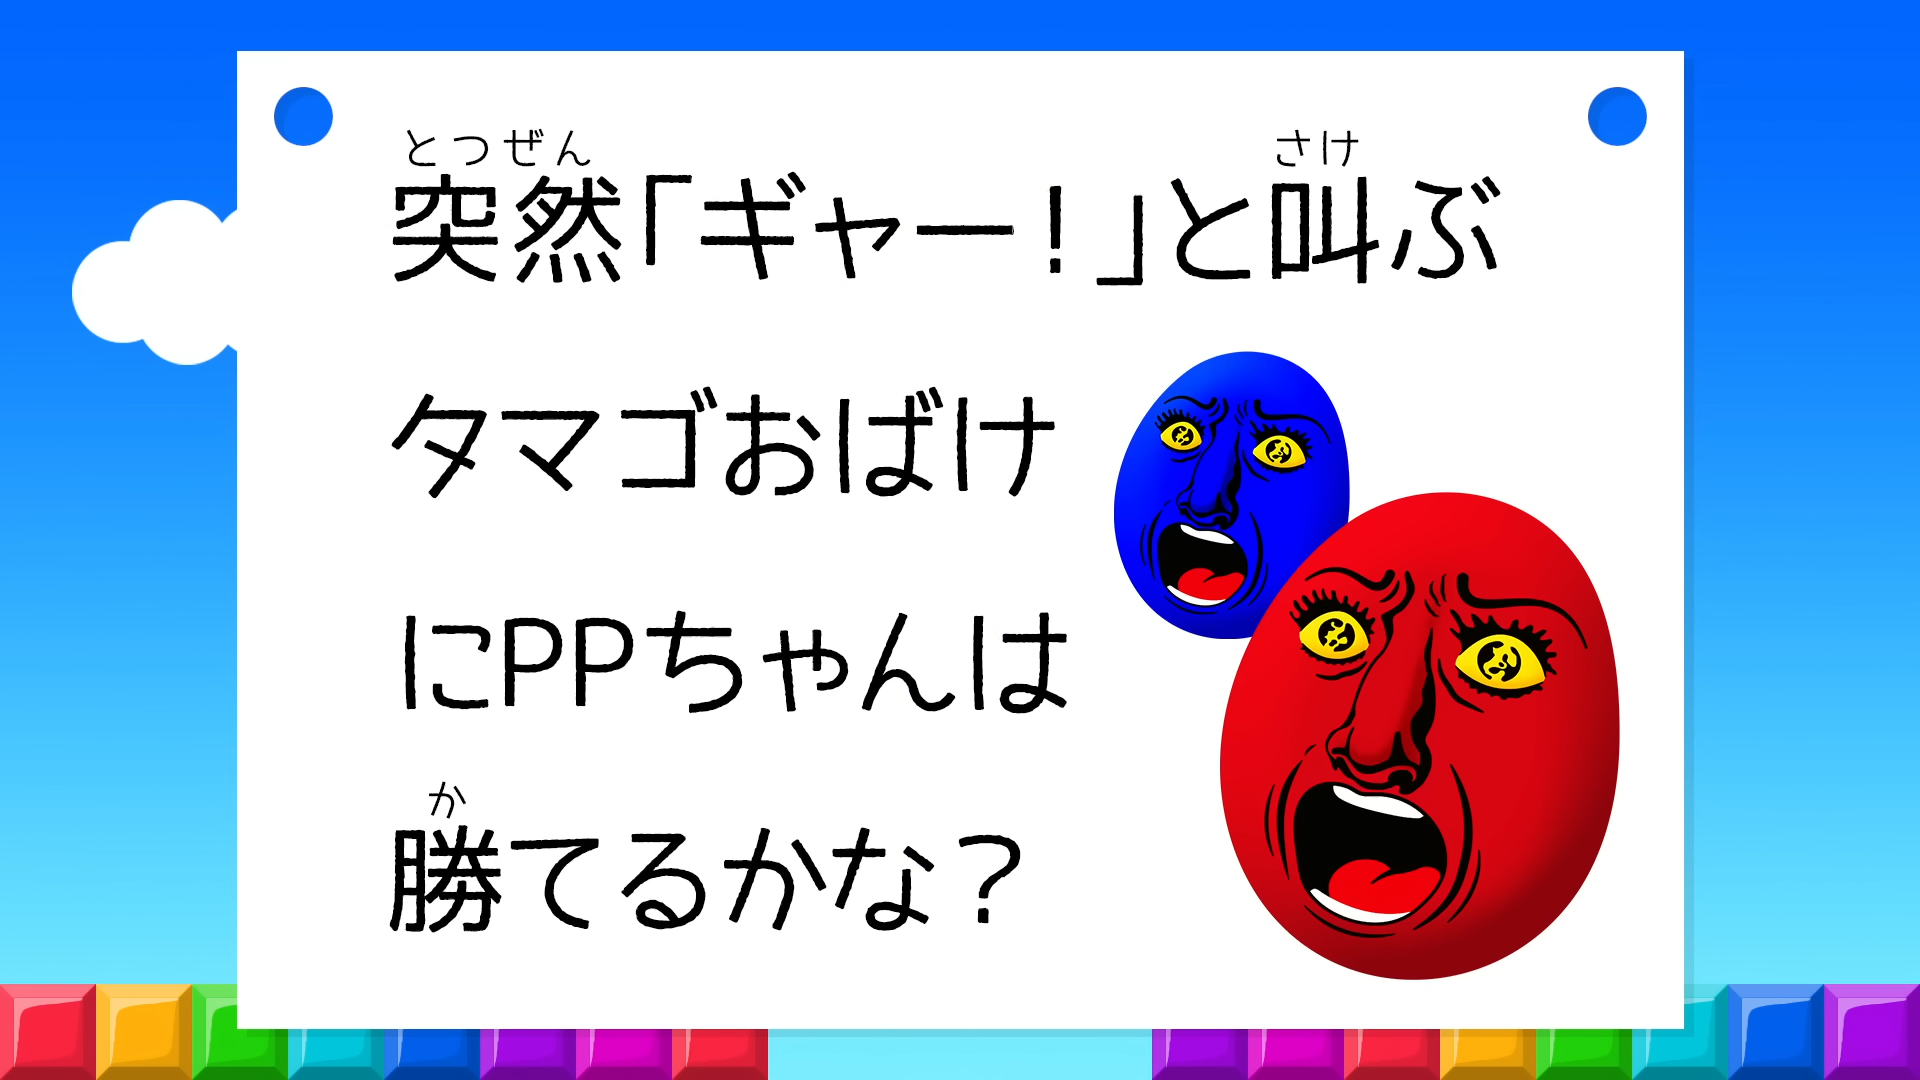 とつぜん さけ
突然「ギャー！」と叫ぶ
タマゴおばけ
にPPちゃんは
か
勝てるかな？